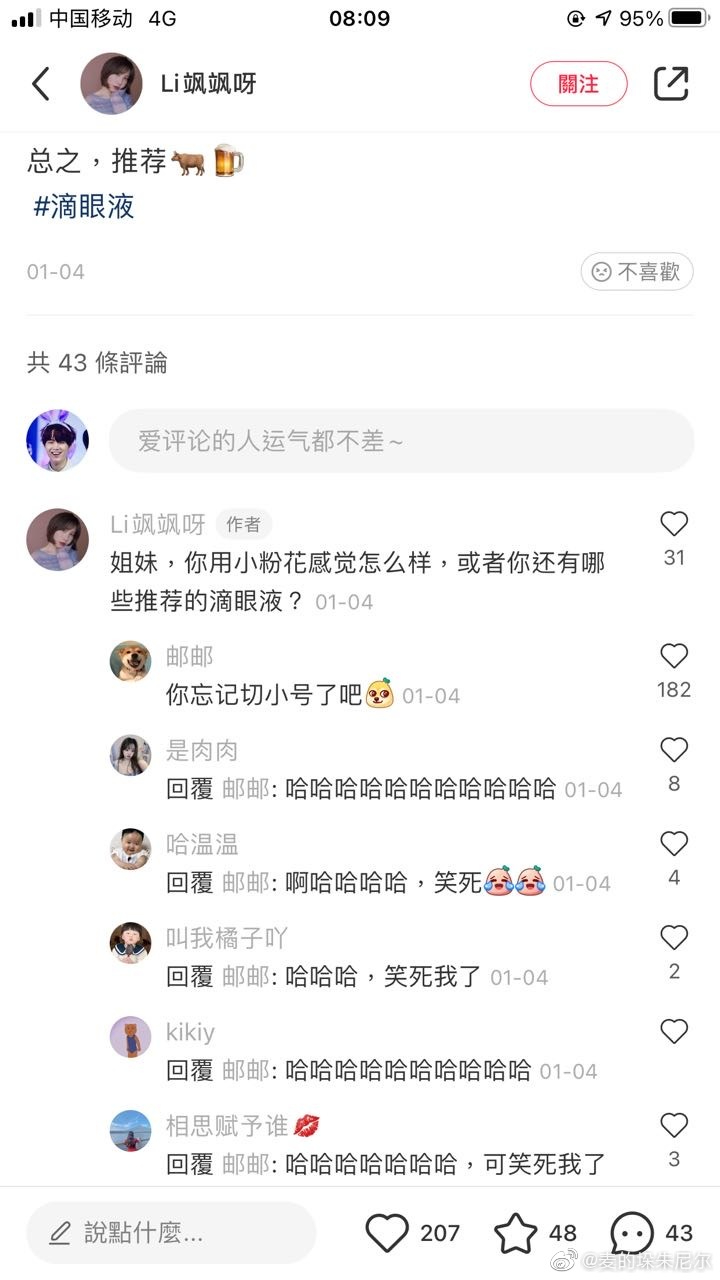 中国移动 4G 08:09 95%
Li飒飒呀 關注
总之，推荐🐂🍺
#滴眼液
01-04 不喜歡
共 43 條評論
爱评论的人运气都不差~
Li飒飒呀 作者
姐妹，你用小粉花感觉怎么样，或者你还有哪 31
些推荐的滴眼液？ 01-04
邮邮
你忘记切小号了吧 01-04 182
是肉肉
回覆 邮邮: 哈哈哈哈哈哈哈哈哈哈哈 01-04 8
哈温温
回覆 邮邮: 啊哈哈哈哈，笑死 01-04 4
叫我橘子吖
回覆 邮邮: 哈哈哈，笑死我了 01-04 2
kikiy
回覆 邮邮: 哈哈哈哈哈哈哈哈哈哈 01-04
相思赋予谁💋
回覆 邮邮: 哈哈哈哈哈哈哈，可笑死我了 3
說點什麼... 207 48 43
@麦的垛朱尼尔